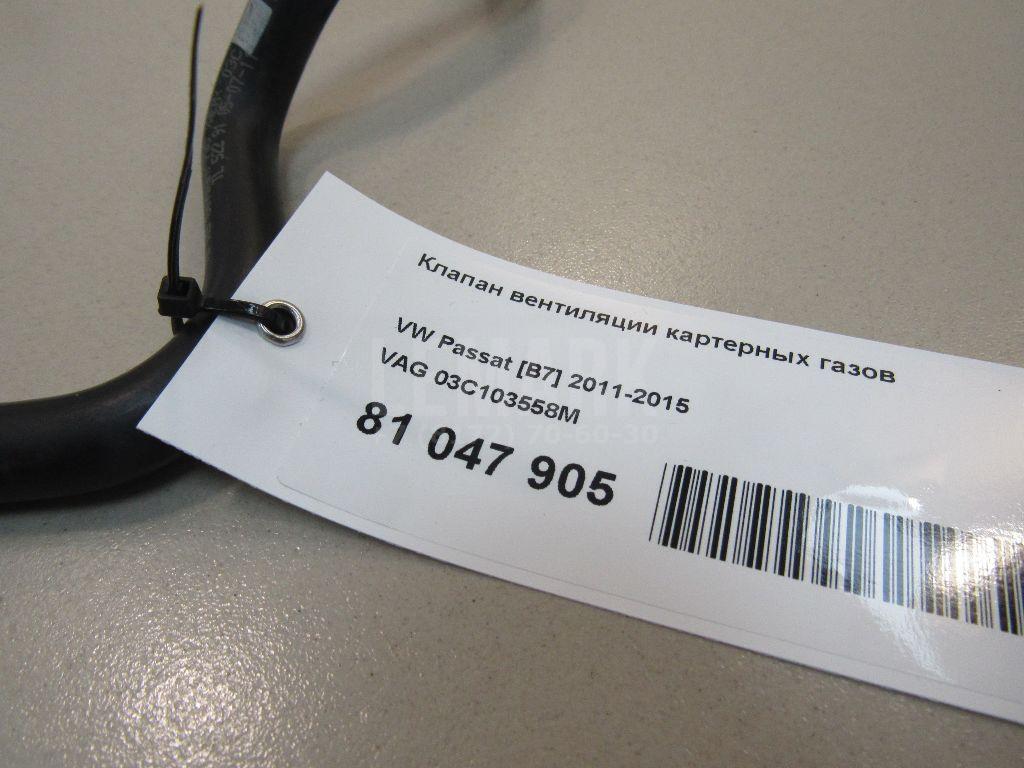 Клапан вентиляции картерных газов
VW Passat [B7] 2011-2015
VAG 03C103558M
81 047 905